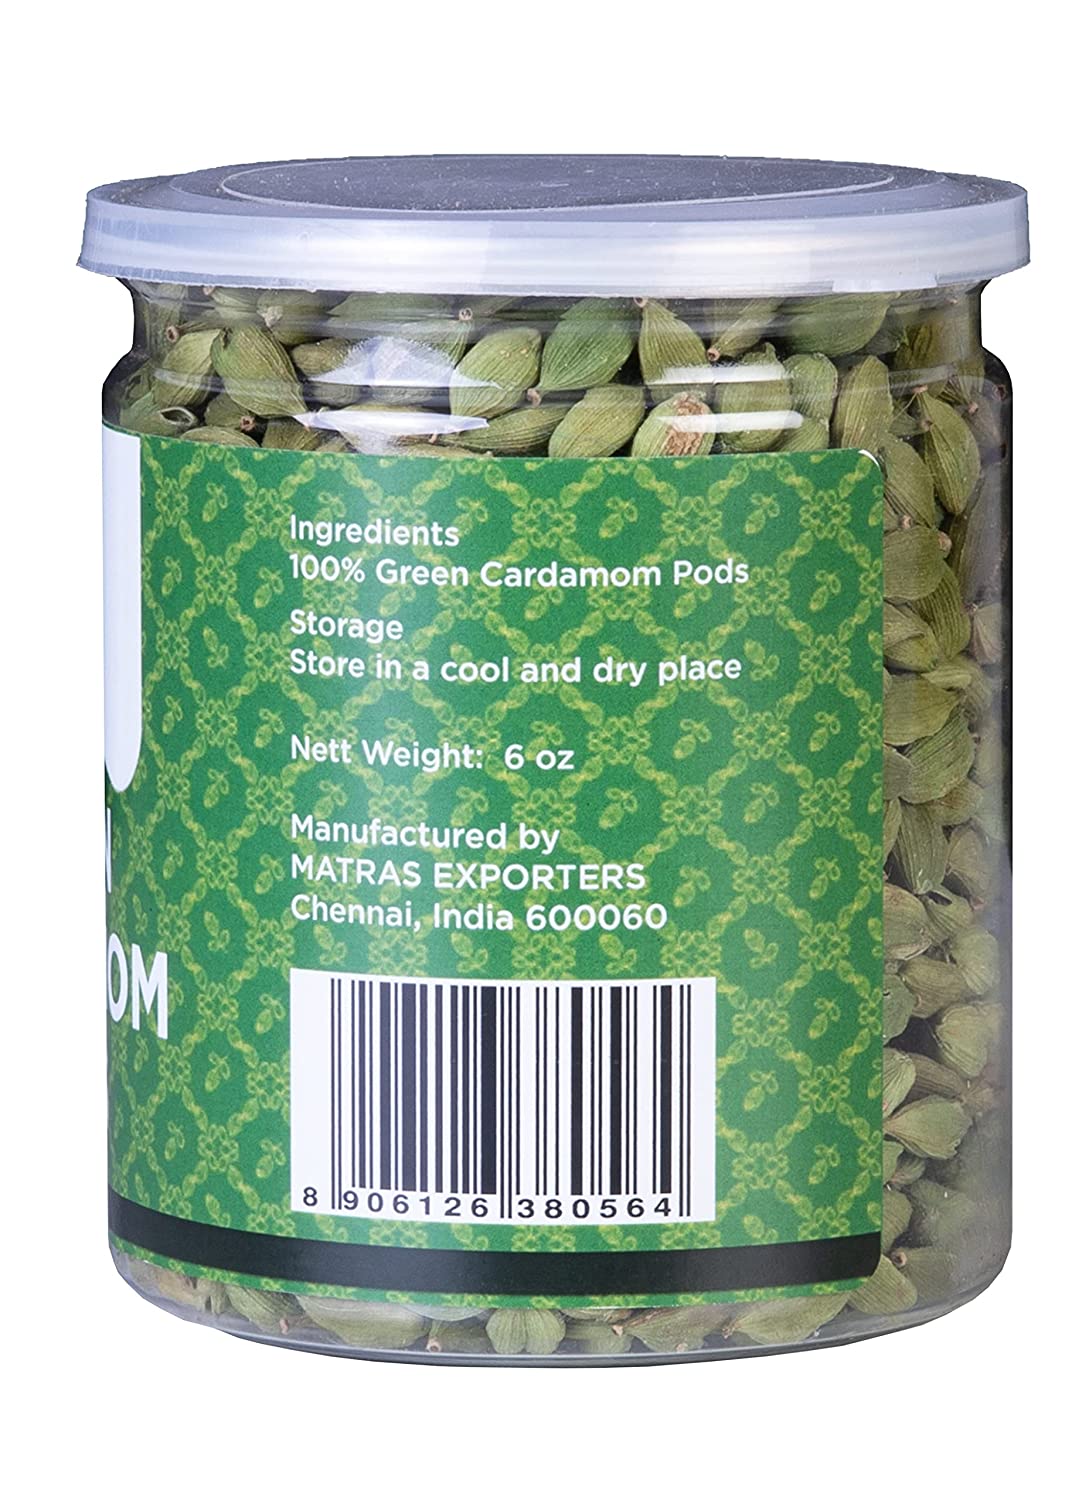 Ingredients
100% Green Cardamom Pods
Storage
Store in a cool and dry place
Nett Weight: 6 oz
Manufactured by
MATRAS EXPORTERS
Chennai, India 600060
8 906126 380564